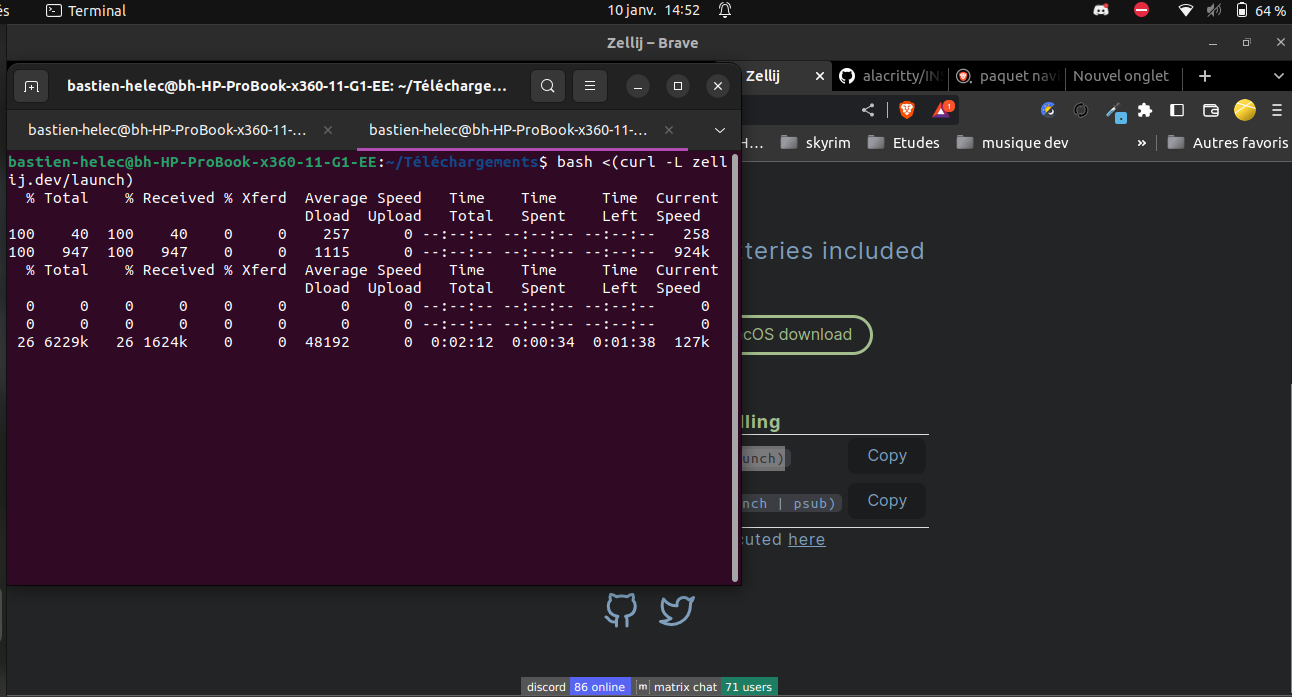 és Terminal 10 janv. 14:52 64 %
Zellij – Brave
bastien-helec@bh-HP-ProBook-x360-11-G1-EE: ~/Télécharge...
Zellij × alacritty/IN paquet navi Nouvel onglet +
bastien-helec@bh-HP-ProBook-x360-11-... × bastien-helec@bh-HP-ProBook-x360-11-... ×
1
H... skyrim Etudes musique dev » Autres favoris
bastien-helec@bh-HP-ProBook-x360-11-G1-EE:~/Téléchargements$ bash <(curl -L zell
ij.dev/launch)
% Total % Received % Xferd Average Speed Time Time Time Current
Dload Upload Total Spent Left Speed
100 40 100 40 0 0 257 0 --:--:-- --:--:-- --:--:-- 258
100 947 100 947 0 0 1115 0 --:--:-- --:--:-- --:--:-- 924k
% Total % Received % Xferd Average Speed Time Time Time Current
Dload Upload Total Spent Left Speed
0 0 0 0 0 0 0 0 --:--:-- --:--:-- --:--:-- 0
0 0 0 0 0 0 0 0 --:--:-- --:--:-- --:--:-- 0
26 6229k 26 1624k 0 0 48192 0 0:02:12 0:00:34 0:01:38 127k
teries included
cOS download
lling
unch) Copy
nch | psub) Copy
cuted here
discord 86 online m matrix chat 71 users